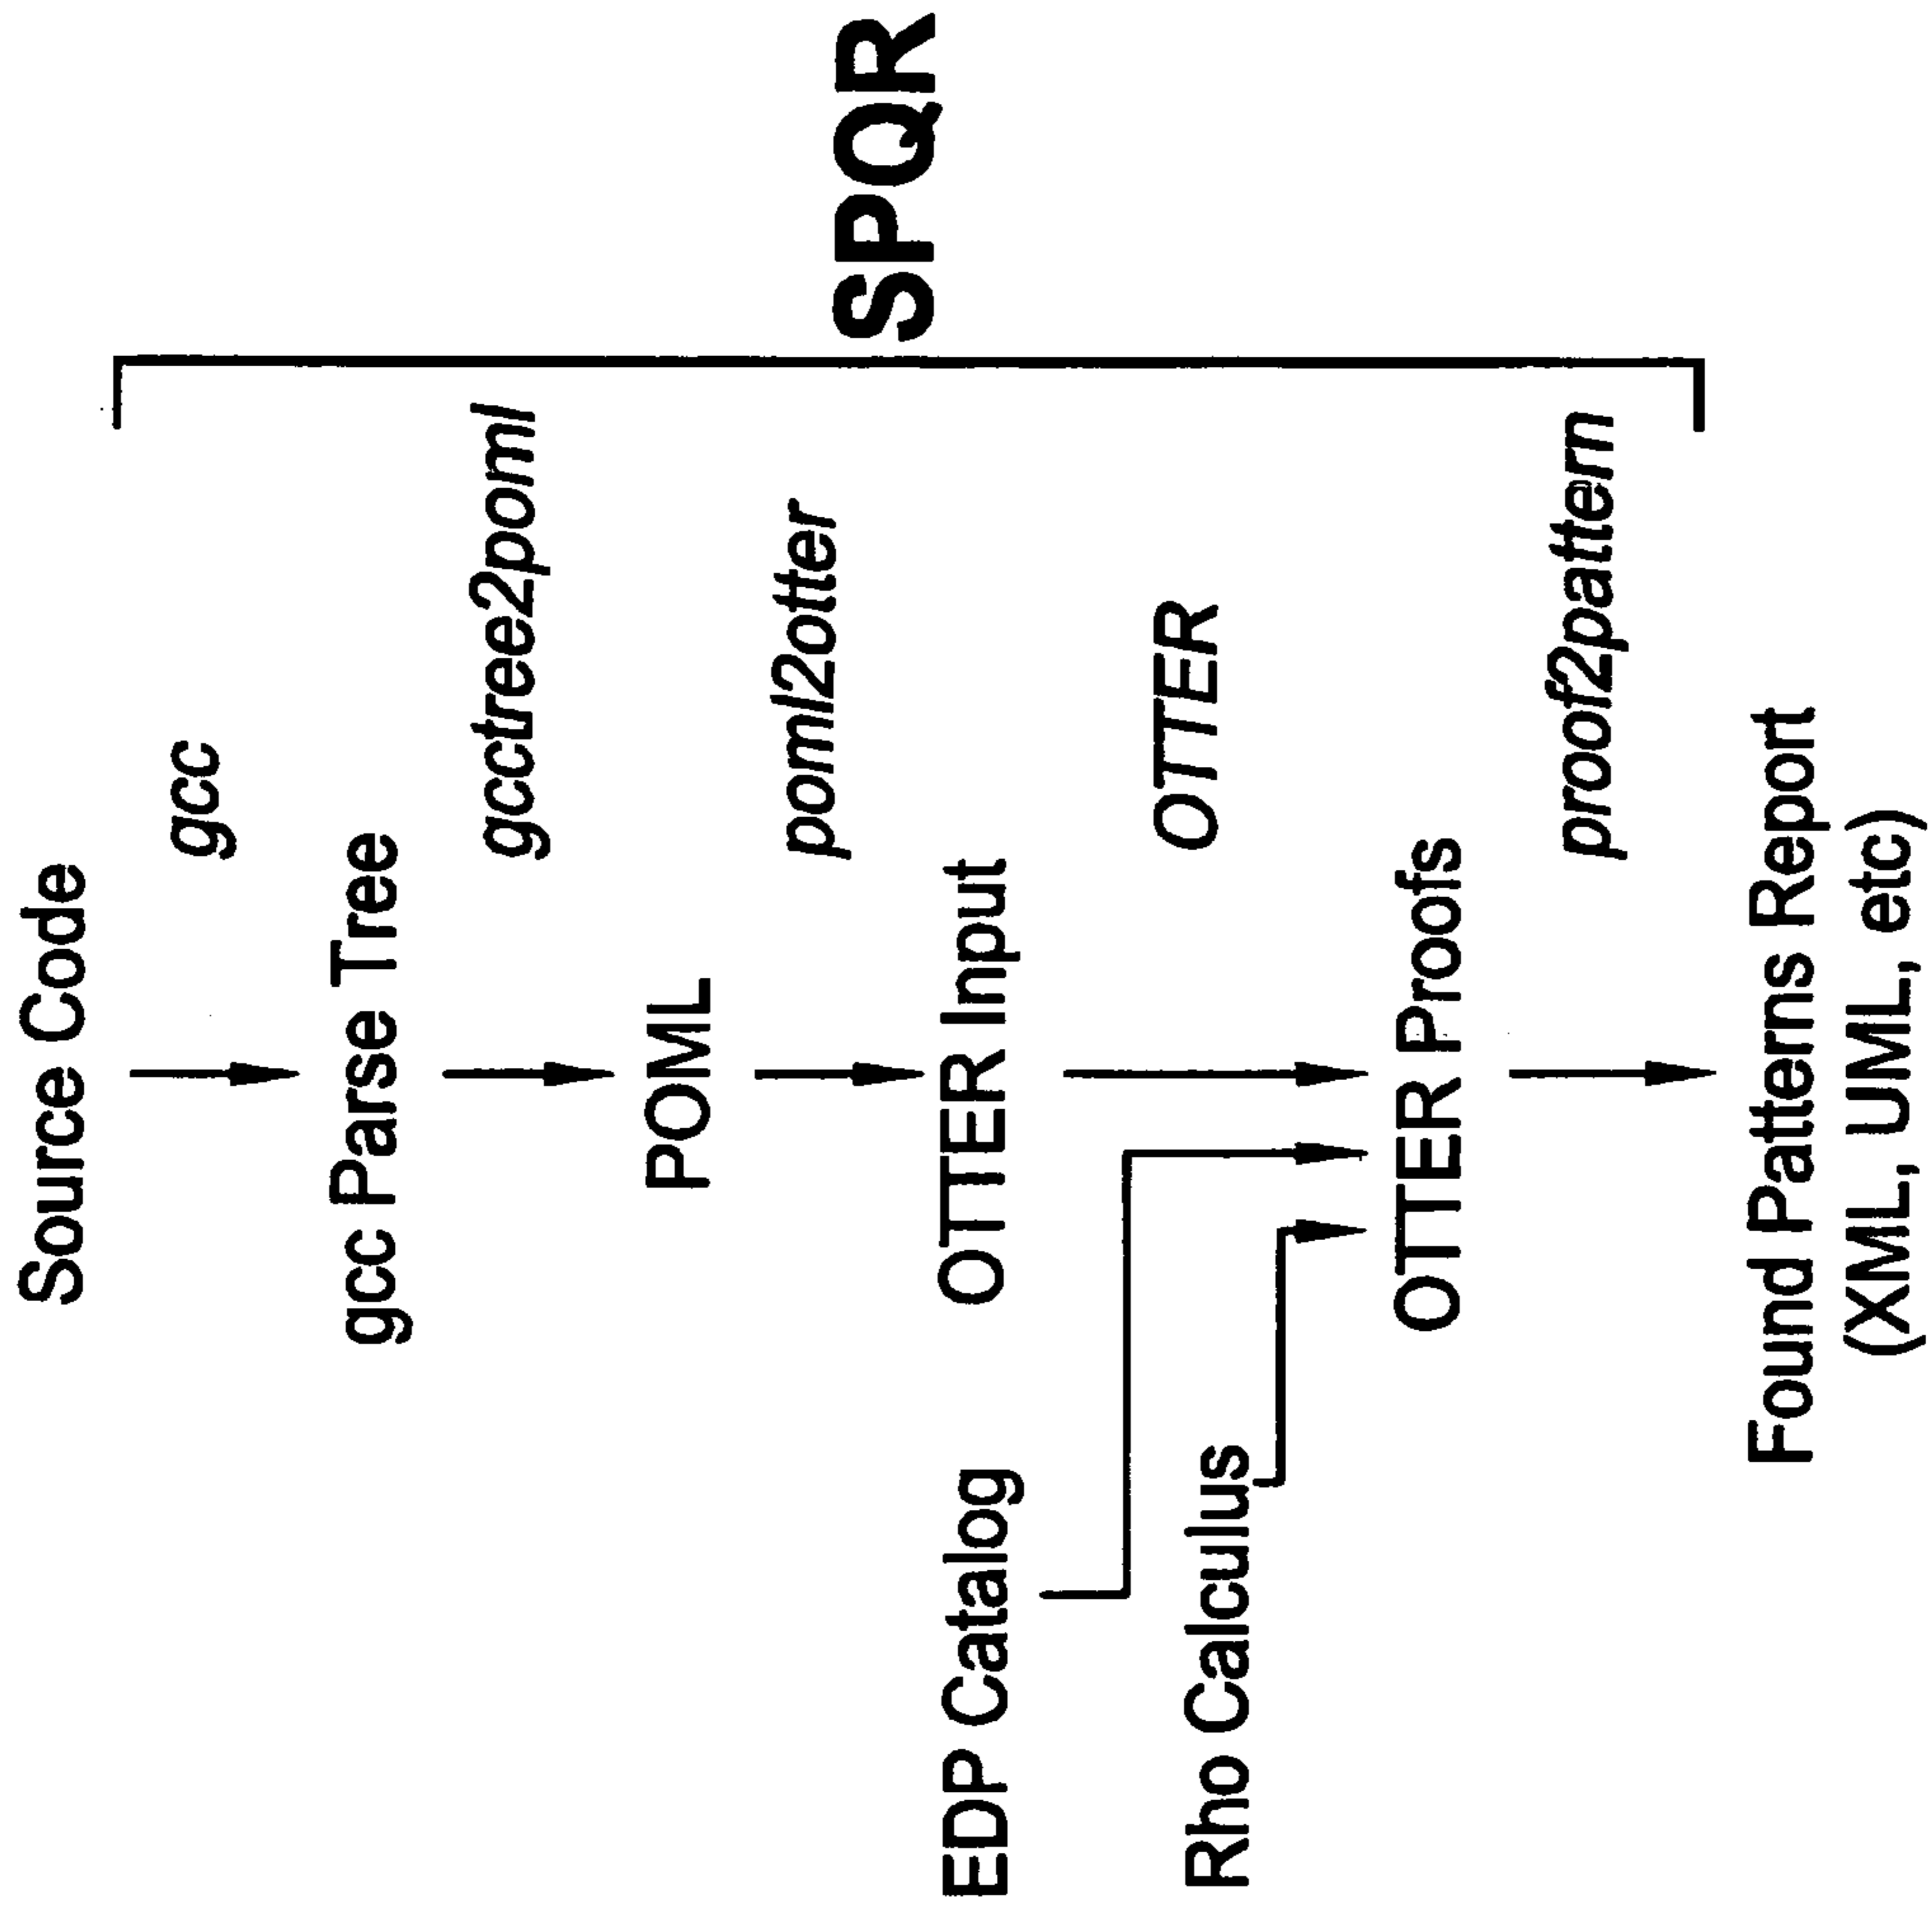 Source Code
gcc
gcc Parse Tree
gcctree2poml
POML
poml2otter
EDP Catalog
OTTER Input
Rho Calculus
OTTER
OTTER Proofs
proof2pattern
Found Patterns Report
(XML, UML, etc)
SPQR